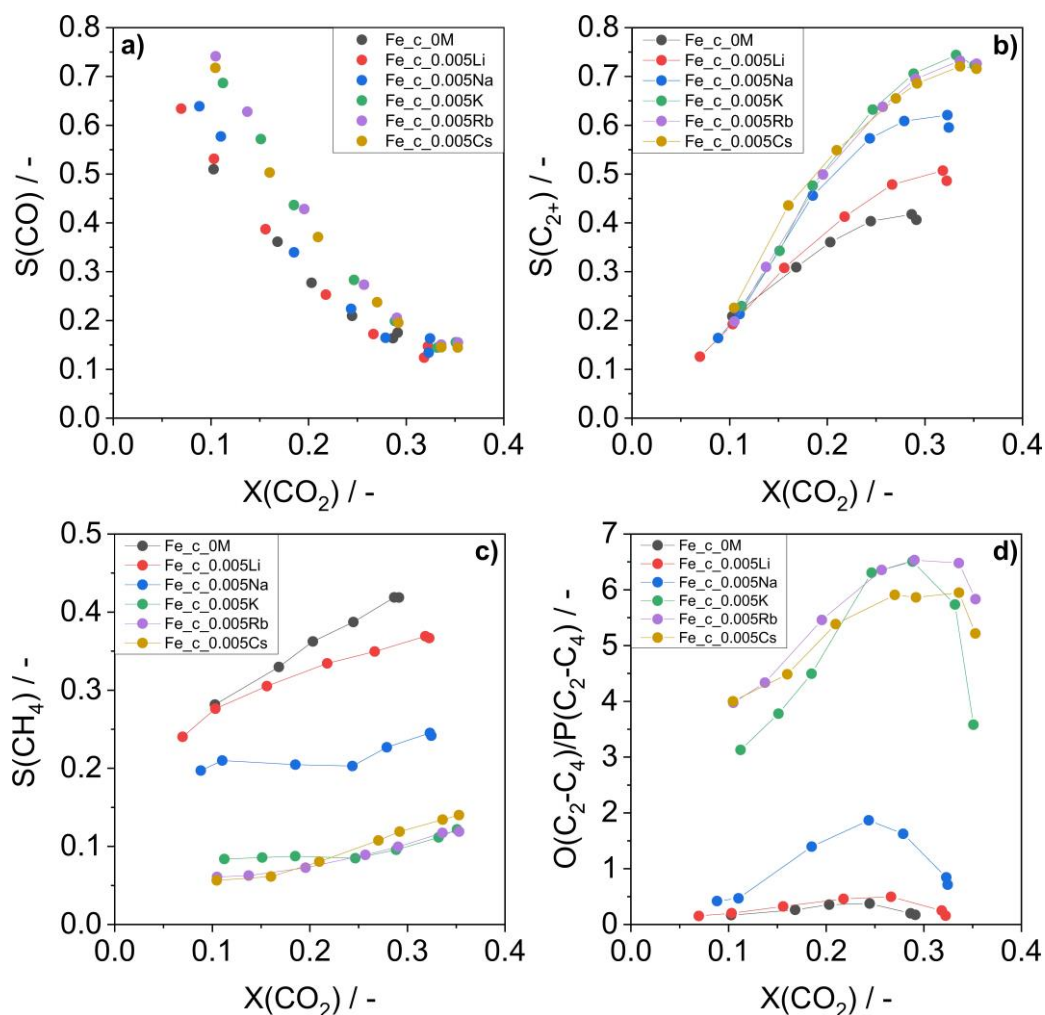 a)
Fe_c_0M
Fe_c_0.005Li
Fe_c_0.005Na
Fe_c_0.005K
Fe_c_0.005Rb
Fe_c_0.005Cs
S(CO) / -
0.8
0.7
0.6
0.5
0.4
0.3
0.2
0.1
0.0
0.0 0.1 0.2 0.3 0.4
X(CO₂) / -
b)
Fe_c_0M
Fe_c_0.005Li
Fe_c_0.005Na
Fe_c_0.005K
Fe_c_0.005Rb
Fe_c_0.005Cs
S(C₂₊) / -
0.8
0.7
0.6
0.5
0.4
0.3
0.2
0.1
0.0
0.0 0.1 0.2 0.3 0.4
X(CO₂) / -
c)
Fe_c_0M
Fe_c_0.005Li
Fe_c_0.005Na
Fe_c_0.005K
Fe_c_0.005Rb
Fe_c_0.005Cs
S(CH₄) / -
0.5
0.4
0.3
0.2
0.1
0.0
0.0 0.1 0.2 0.3 0.4
X(CO₂) / -
d)
Fe_c_0M
Fe_c_0.005Li
Fe_c_0.005Na
Fe_c_0.005K
Fe_c_0.005Rb
Fe_c_0.005Cs
O(C₂-C₄)/P(C₂-C₄) / -
7
6
5
4
3
2
1
0
0.0 0.1 0.2 0.3 0.4
X(CO₂) / -